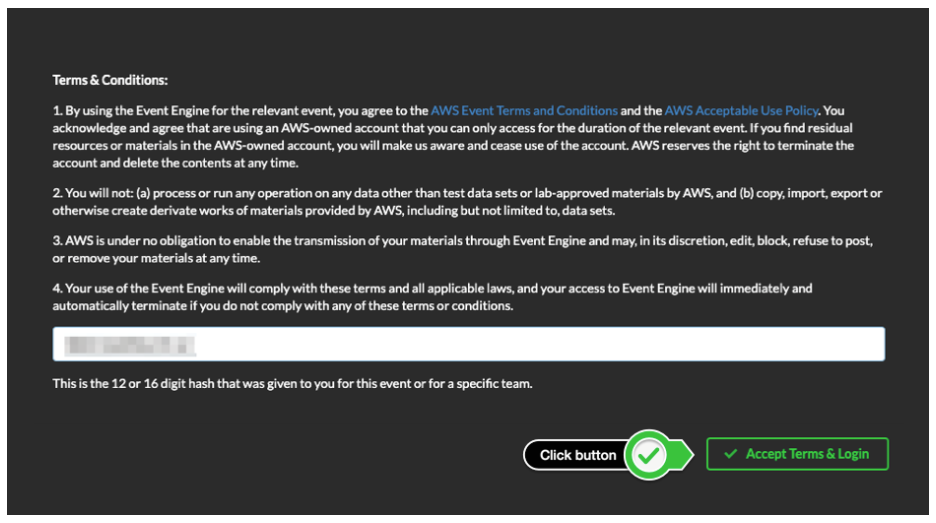 Terms & Conditions:
1. By using the Event Engine for the relevant event, you agree to the AWS Event Terms and Conditions and the AWS Acceptable Use Policy. You
acknowledge and agree that are using an AWS-owned account that you can only access for the duration of the relevant event. If you find residual
resources or materials in the AWS-owned account, you will make us aware and cease use of the account. AWS reserves the right to terminate the
account and delete the contents at any time.
2. You will not: (a) process or run any operation on any data other than test data sets or lab-approved materials by AWS, and (b) copy, import, export or
otherwise create derivate works of materials provided by AWS, including but not limited to, data sets.
3. AWS is under no obligation to enable the transmission of your materials through Event Engine and may, in its discretion, edit, block, refuse to post,
or remove your materials at any time.
4. Your use of the Event Engine will comply with these terms and all applicable laws, and your access to Event Engine will immediately and
automatically terminate if you do not comply with any of these terms or conditions.
This is the 12 or 16 digit hash that was given to you for this event or for a specific team.
Click button
Accept Terms & Login